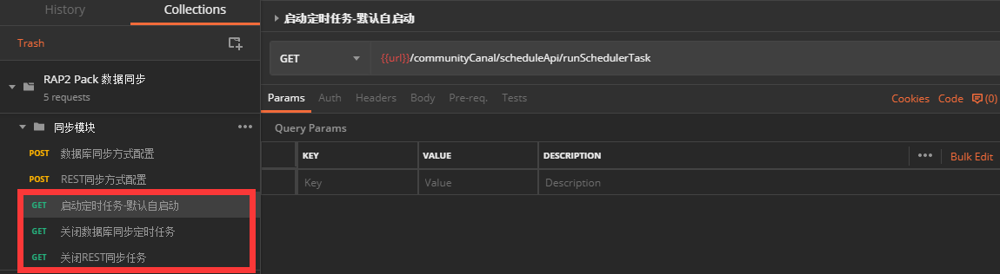 History
Collections
Trash
RAP2 Pack 数据同步
5 requests
同步模块
POST 数据库同步方式配置
POST REST同步方式配置
GET 启动定时任务-默认自启动
GET 关闭数据库同步定时任务
GET 关闭REST同步任务
启动定时任务-默认自启动
GET {{url}}/communityCanal/scheduleApi/runSchedulerTask
Params Auth Headers Body Pre-req. Tests Cookies Code (0)
Query Params
KEY VALUE DESCRIPTION Bulk Edit
Key Value Description